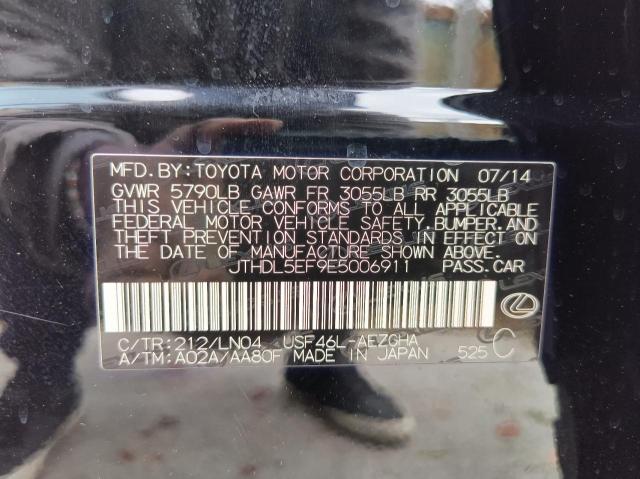 MFD.BY:TOYOTA MOTOR CORPORATION 07/14
GVWR 5790LB GAWR FR 3055LB RR 3055LB
THIS VEHICLE CONFORMS TO ALL APPLICABLE
FEDERAL MOTOR VEHICLE SAFETY,BUMPER,AND
THEFT PREVENTION STANDARDS IN EFFECT ON
THE DATE OF MANUFACTURE SHOWN ABOVE.
JTHDL5EF9E5006911 PASS.CAR
C/TR:212/LN04 USF46L-AEZGHA
A/TM:A02A/AA80F MADE IN JAPAN 525 C